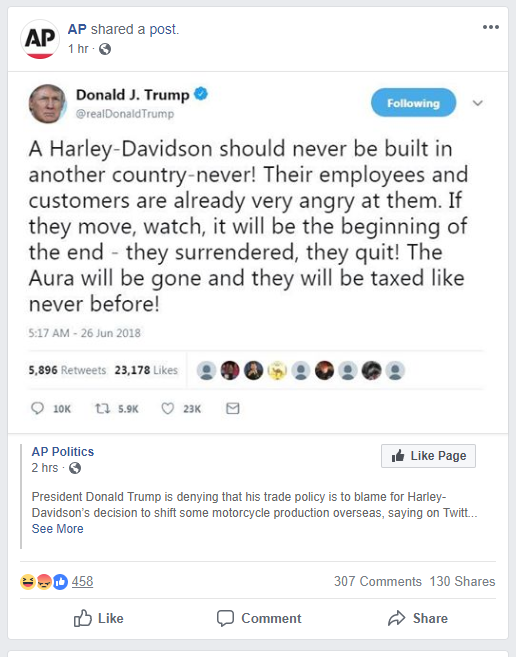 AP
AP shared a post.
1 hr ·
Donald J. Trump
@realDonaldTrump
Following
A Harley-Davidson should never be built in
another country-never! Their employees and
customers are already very angry at them. If
they move, watch, it will be the beginning of
the end - they surrendered, they quit! The
Aura will be gone and they will be taxed like
never before!
5:17 AM - 26 Jun 2018
5,896 Retweets 23,178 Likes
10K 5.9K 23K
AP Politics
2 hrs ·
Like Page
President Donald Trump is denying that his trade policy is to blame for Harley-
Davidson's decision to shift some motorcycle production overseas, saying on Twitt...
See More
458
307 Comments 130 Shares
Like Comment Share